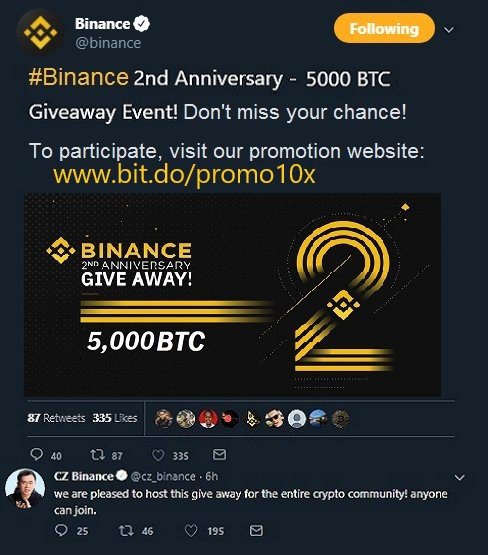 Binance
@binance
Following
#Binance 2nd Anniversary - 5000 BTC
Giveaway Event! Don't miss your chance!
To participate, visit our promotion website:
www.bit.do/promo10x
BINANCE
2ND ANNIVERSARY
GIVE AWAY!
5,000 BTC
2
87 Retweets 335 Likes
40 87 335
CZ Binance @cz_binance · 6h
we are pleased to host this give away for the entire crypto community! anyone
can join.
25 46 195